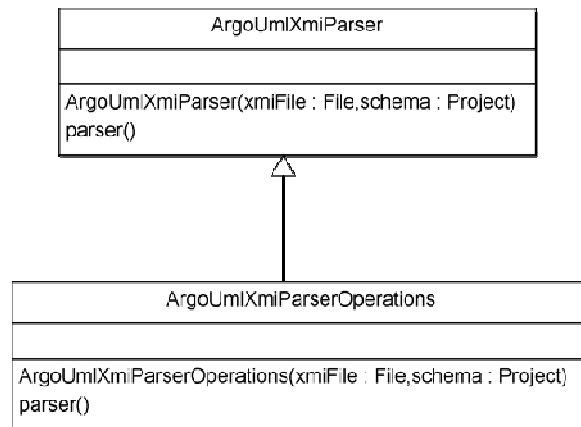 ArgoUmlXmiParser
ArgoUmlXmiParser(xmiFile : File,schema : Project)
parser()
ArgoUmlXmiParserOperations
ArgoUmlXmiParserOperations(xmiFile : File,schema : Project)
parser()